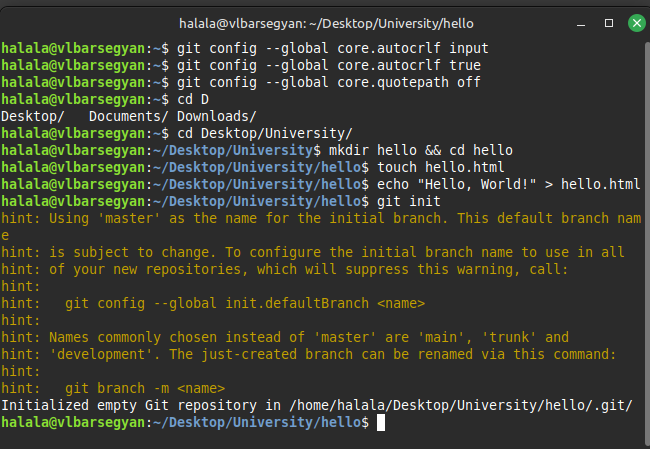 halala@vlbarsegyan: ~/Desktop/University/hello
halala@vlbarsegyan:~$ git config --global core.autocrlf input
halala@vlbarsegyan:~$ git config --global core.autocrlf true
halala@vlbarsegyan:~$ git config --global core.quotepath off
halala@vlbarsegyan:~$ cd D
Desktop/   Documents/ Downloads/
halala@vlbarsegyan:~$ cd Desktop/University/
halala@vlbarsegyan:~/Desktop/University$ mkdir hello && cd hello
halala@vlbarsegyan:~/Desktop/University/hello$ touch hello.html
halala@vlbarsegyan:~/Desktop/University/hello$ echo "Hello, World!" > hello.html
halala@vlbarsegyan:~/Desktop/University/hello$ git init
hint: Using 'master' as the name for the initial branch. This default branch nam
e
hint: is subject to change. To configure the initial branch name to use in all
hint: of your new repositories, which will suppress this warning, call:
hint:
hint:   git config --global init.defaultBranch <name>
hint:
hint: Names commonly chosen instead of 'master' are 'main', 'trunk' and
hint: 'development'. The just-created branch can be renamed via this command:
hint:
hint:   git branch -m <name>
Initialized empty Git repository in /home/halala/Desktop/University/hello/.git/
halala@vlbarsegyan:~/Desktop/University/hello$